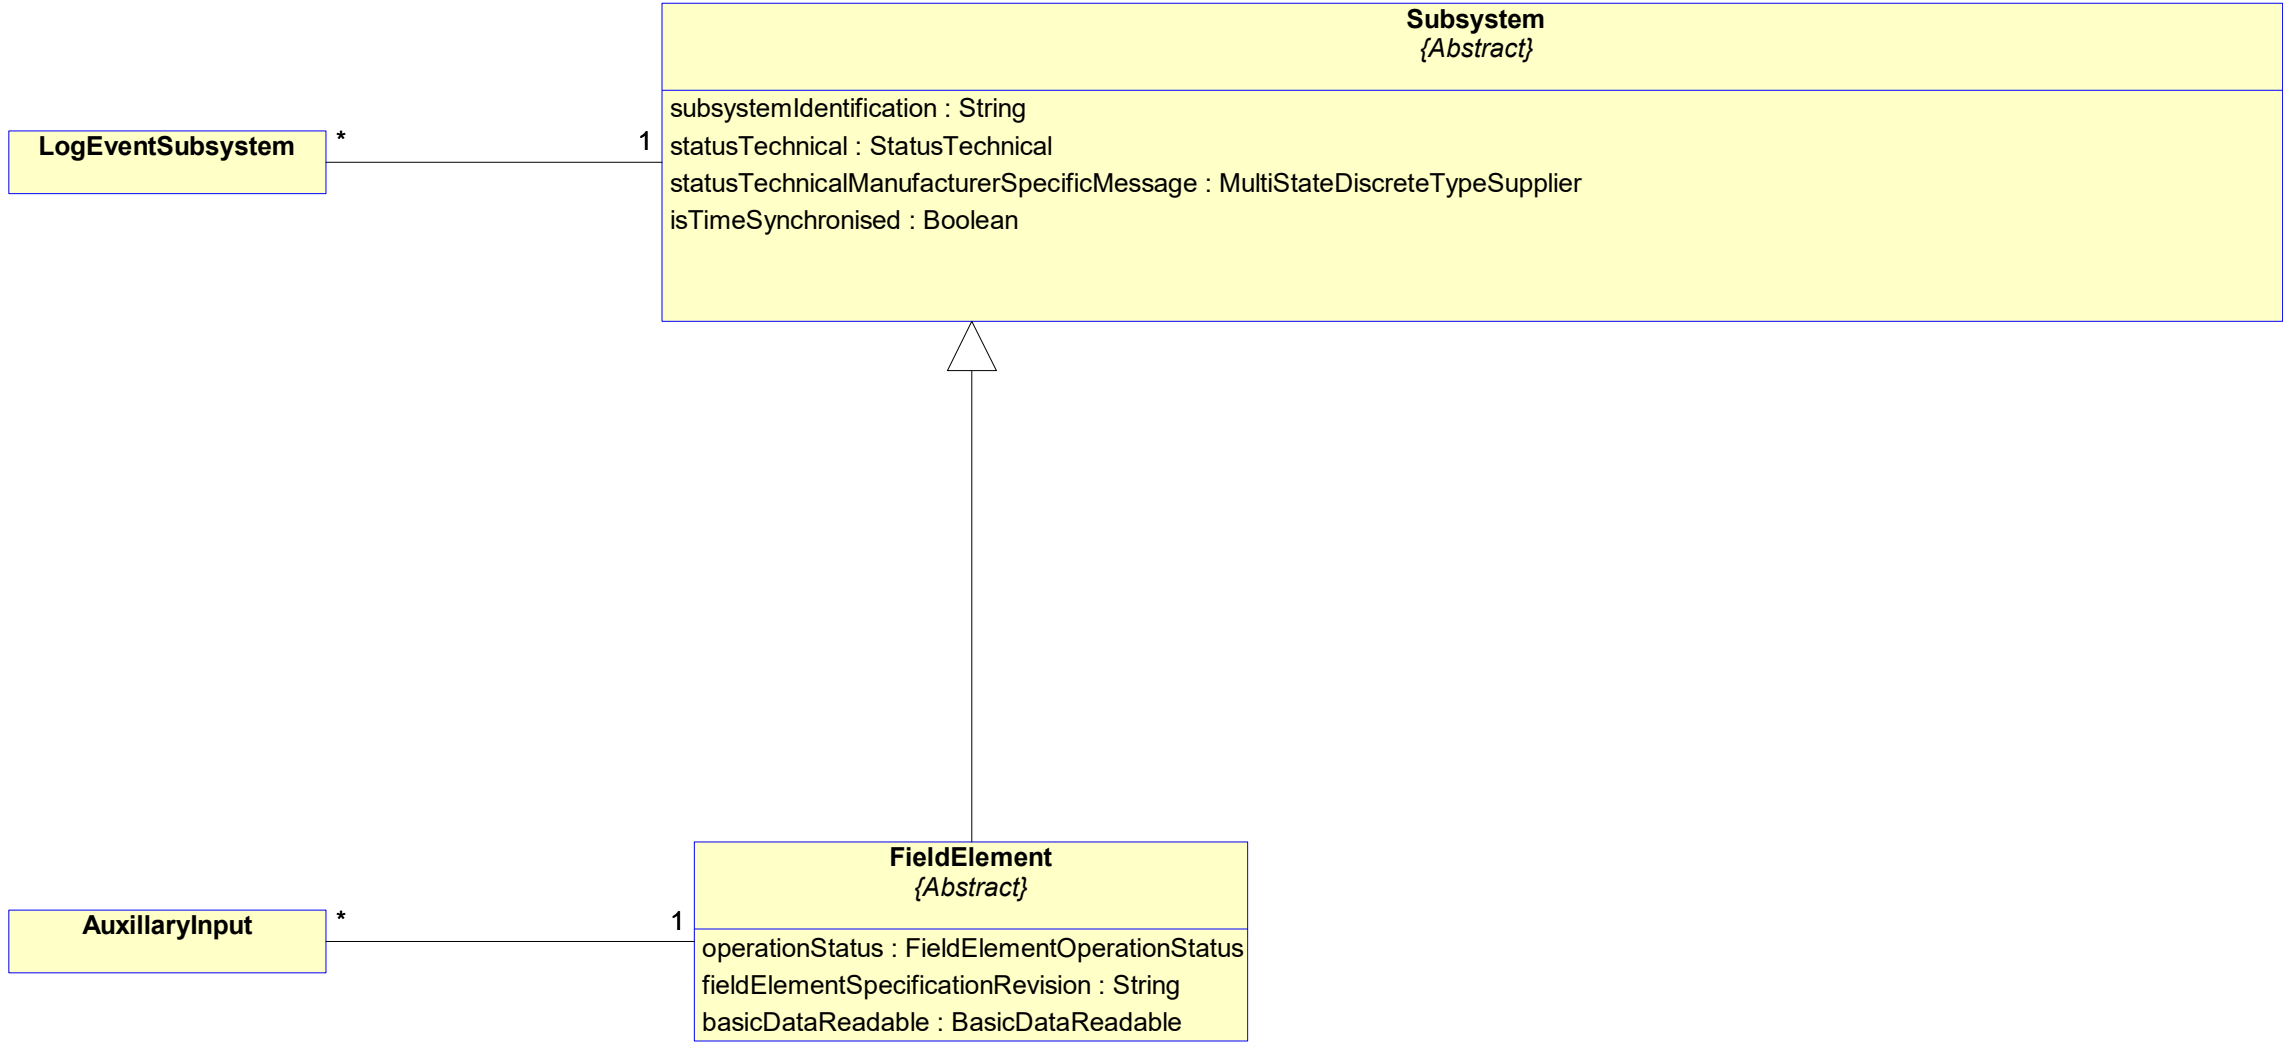 Subsystem
{Abstract}
subsystemIdentification : String
statusTechnical : StatusTechnical
statusTechnicalManufacturerSpecificMessage : MultiStateDiscreteTypeSupplier
isTimeSynchronised : Boolean
LogEventSubsystem
*
1
FieldElement
{Abstract}
operationStatus : FieldElementOperationStatus
fieldElementSpecificationRevision : String
basicDataReadable : BasicDataReadable
AuxillaryInput
*
1